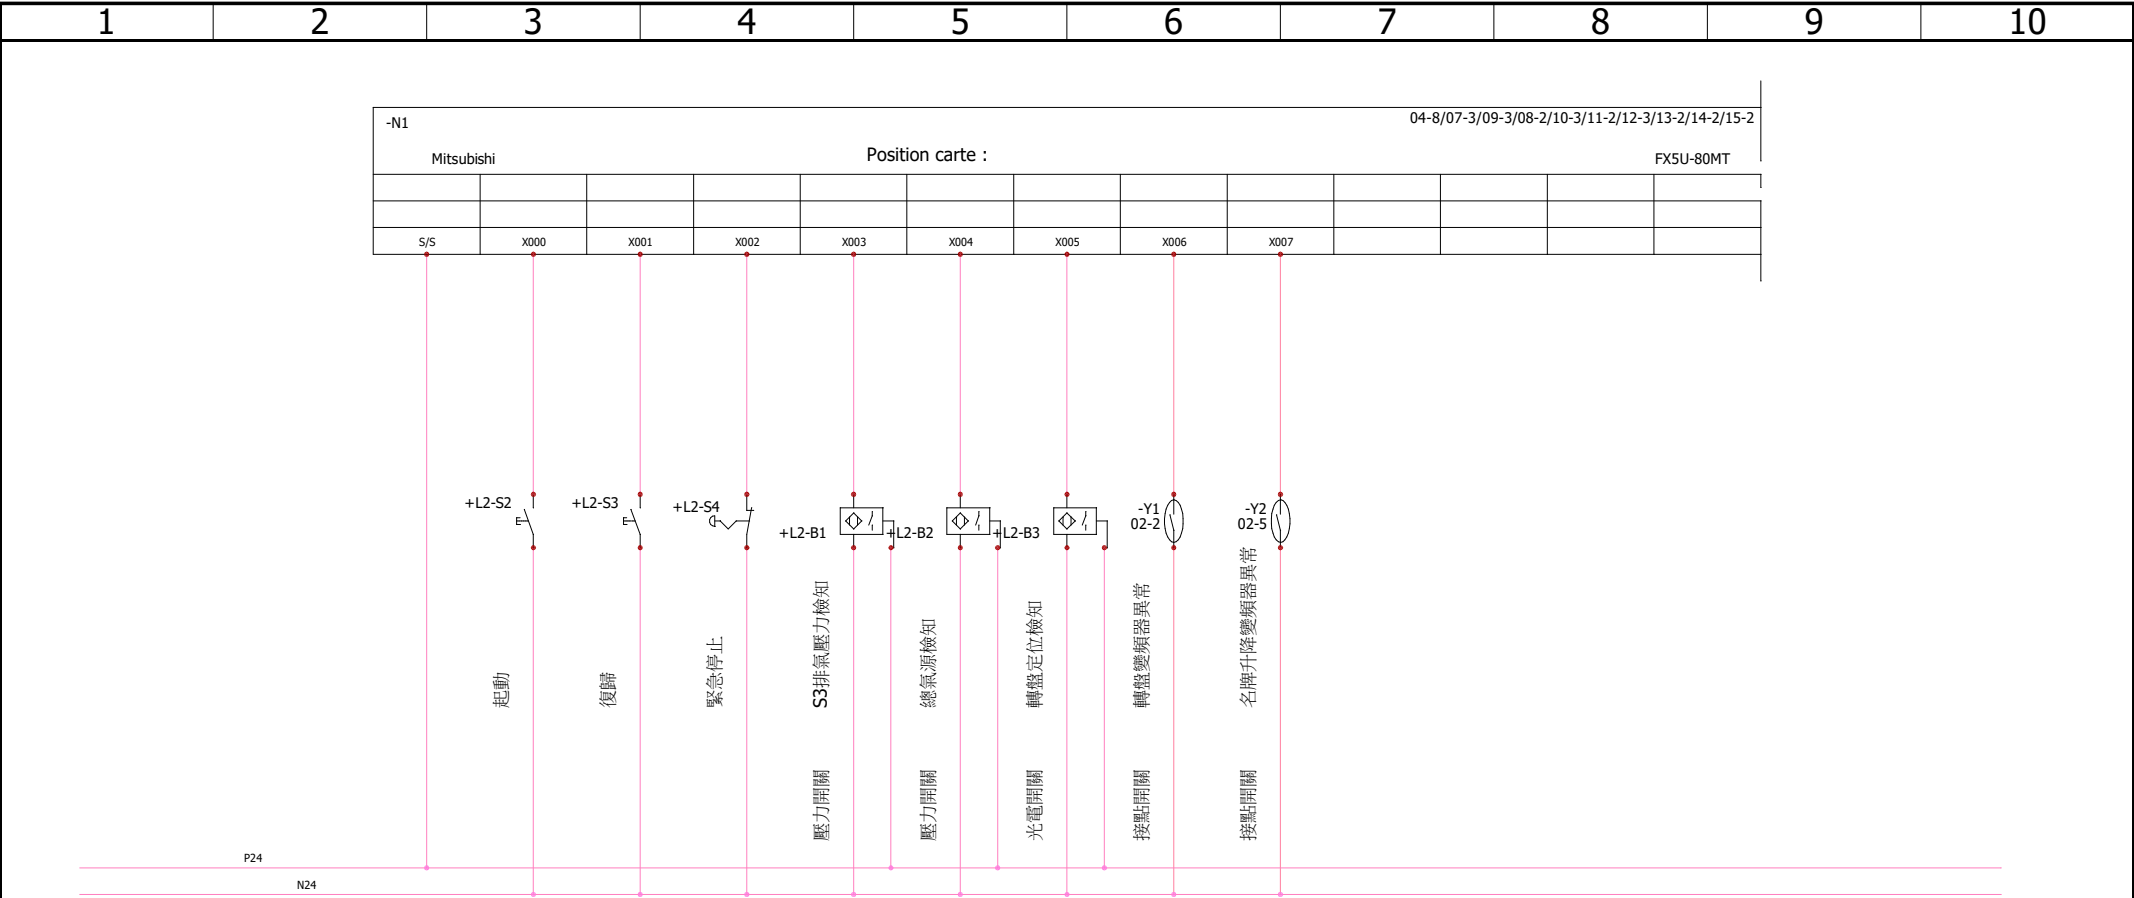 1 2 3 4 5 6 7 8 9 10
-N1 04-8/07-3/09-3/08-2/10-3/11-2/12-3/13-2/14-2/15-2
Mitsubishi Position carte : FX5U-80MT
S/S X000 X001 X002 X003 X004 X005 X006 X007
+L2-S2
+L2-S3
+L2-S4
+L2-B1
+L2-B2
+L2-B3
-Y1
02-2
-Y2
02-5
起動
復歸
緊急停止
S3排氣壓力檢知
總氣源檢知
轉盤定位檢知
轉盤變頻器異常
名牌升降變頻器異常
壓力開關
壓力開關
光電開關
接點開關
接點開關
P24
N24